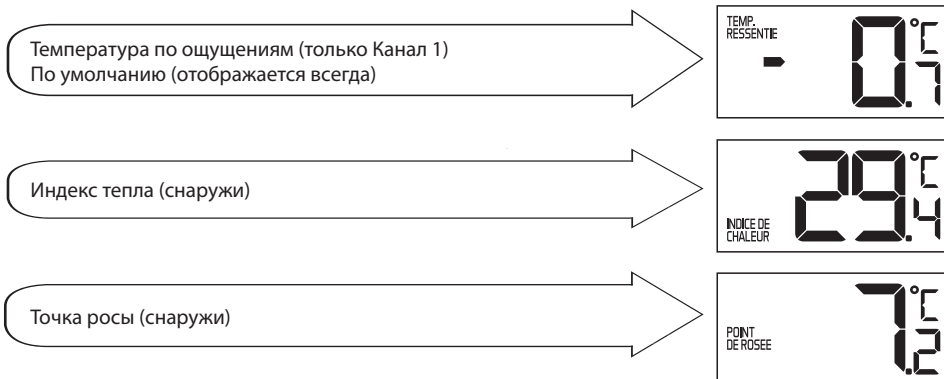 Температура по ощущениям (только Канал 1)
По умолчанию (отображается всегда)
TEMP.
RESSENTIE
- 0.7 °C
Индекс тепла (снаружи)
29.4 °C
INDICE DE
CHALEUR
Точка росы (снаружи)
7.2 °C
POINT
DE ROSEE